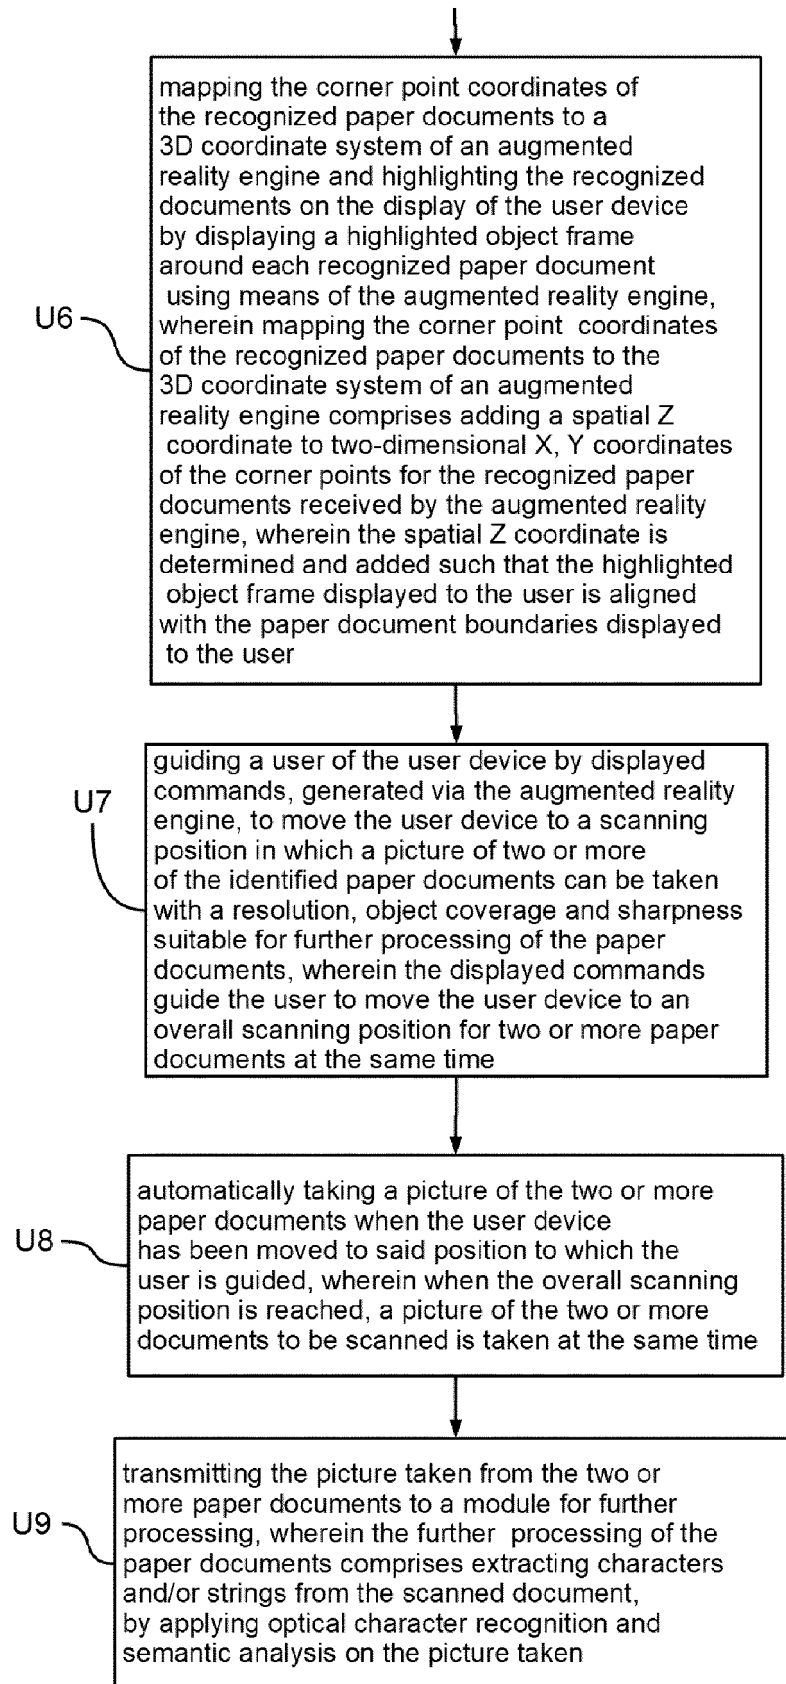 mapping the corner point coordinates of
the recognized paper documents to a
3D coordinate system of an augmented
reality engine and highlighting the recognized
documents on the display of the user device
by displaying a highlighted object frame
around each recognized paper document
using means of the augmented reality engine,
U6
wherein mapping the corner point coordinates
of the recognized paper documents to the
3D coordinate system of an augmented
reality engine comprises adding a spatial Z
coordinate to two-dimensional X, Y coordinates
of the corner points for the recognized paper
documents received by the augmented reality
engine, wherein the spatial Z coordinate is
determined and added such that the highlighted
object frame displayed to the user is aligned
with the paper document boundaries displayed
to the user
U7
guiding a user of the user device by displayed
commands, generated via the augmented reality
engine, to move the user device to a scanning
position in which a picture of two or more
of the identified paper documents can be taken
with a resolution, object coverage and sharpness
suitable for further processing of the paper
documents, wherein the displayed commands
guide the user to move the user device to an
overall scanning position for two or more paper
documents at the same time
U8
automatically taking a picture of the two or more
paper documents when the user device
has been moved to said position to which the
user is guided, wherein when the overall scanning
position is reached, a picture of the two or more
documents to be scanned is taken at the same time
U9
transmitting the picture taken from the two or
more paper documents to a module for further
processing, wherein the further processing of the
paper documents comprises extracting characters
and/or strings from the scanned document,
by applying optical character recognition and
semantic analysis on the picture taken